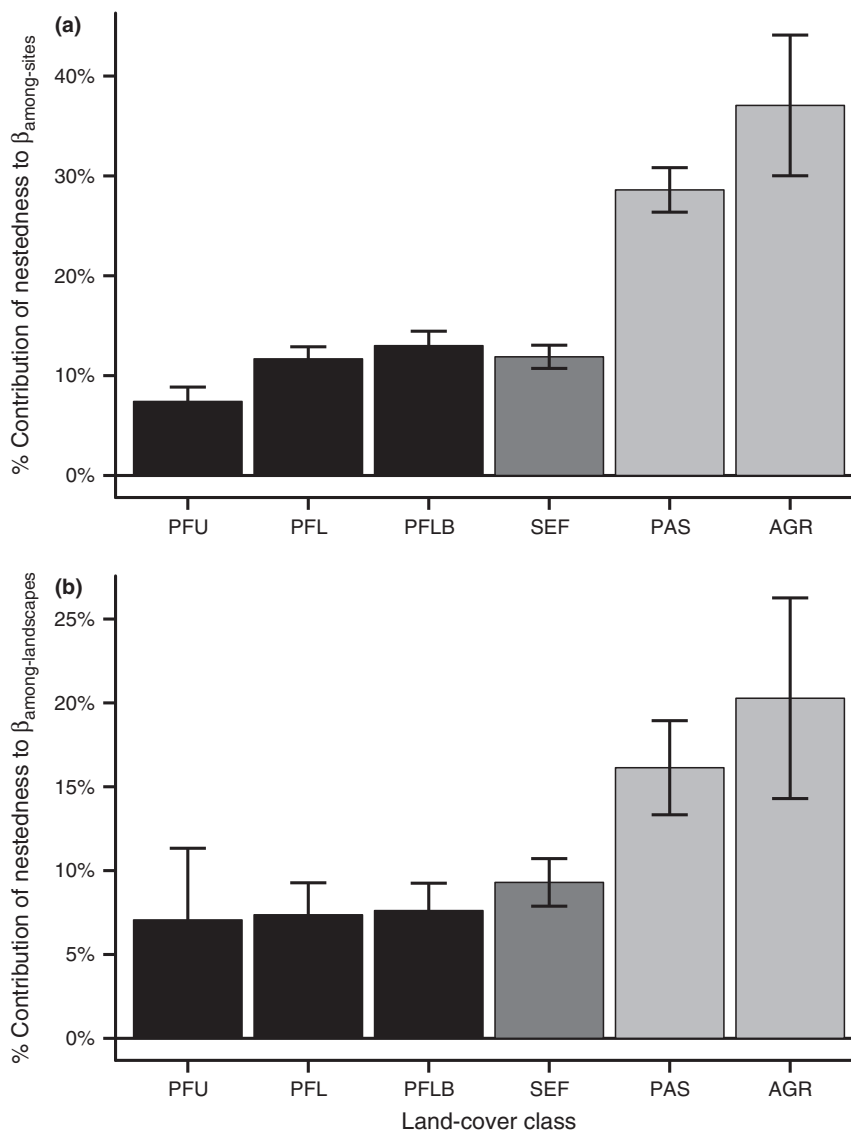 (a)
% Contribution of nestedness to βamong-sites
40%
30%
20%
10%
0%
PFU PFL PFLB SEF PAS AGR
(b)
% Contribution of nestedness to βamong-landscapes
25%
20%
15%
10%
5%
0%
PFU PFL PFLB SEF PAS AGR
Land-cover class